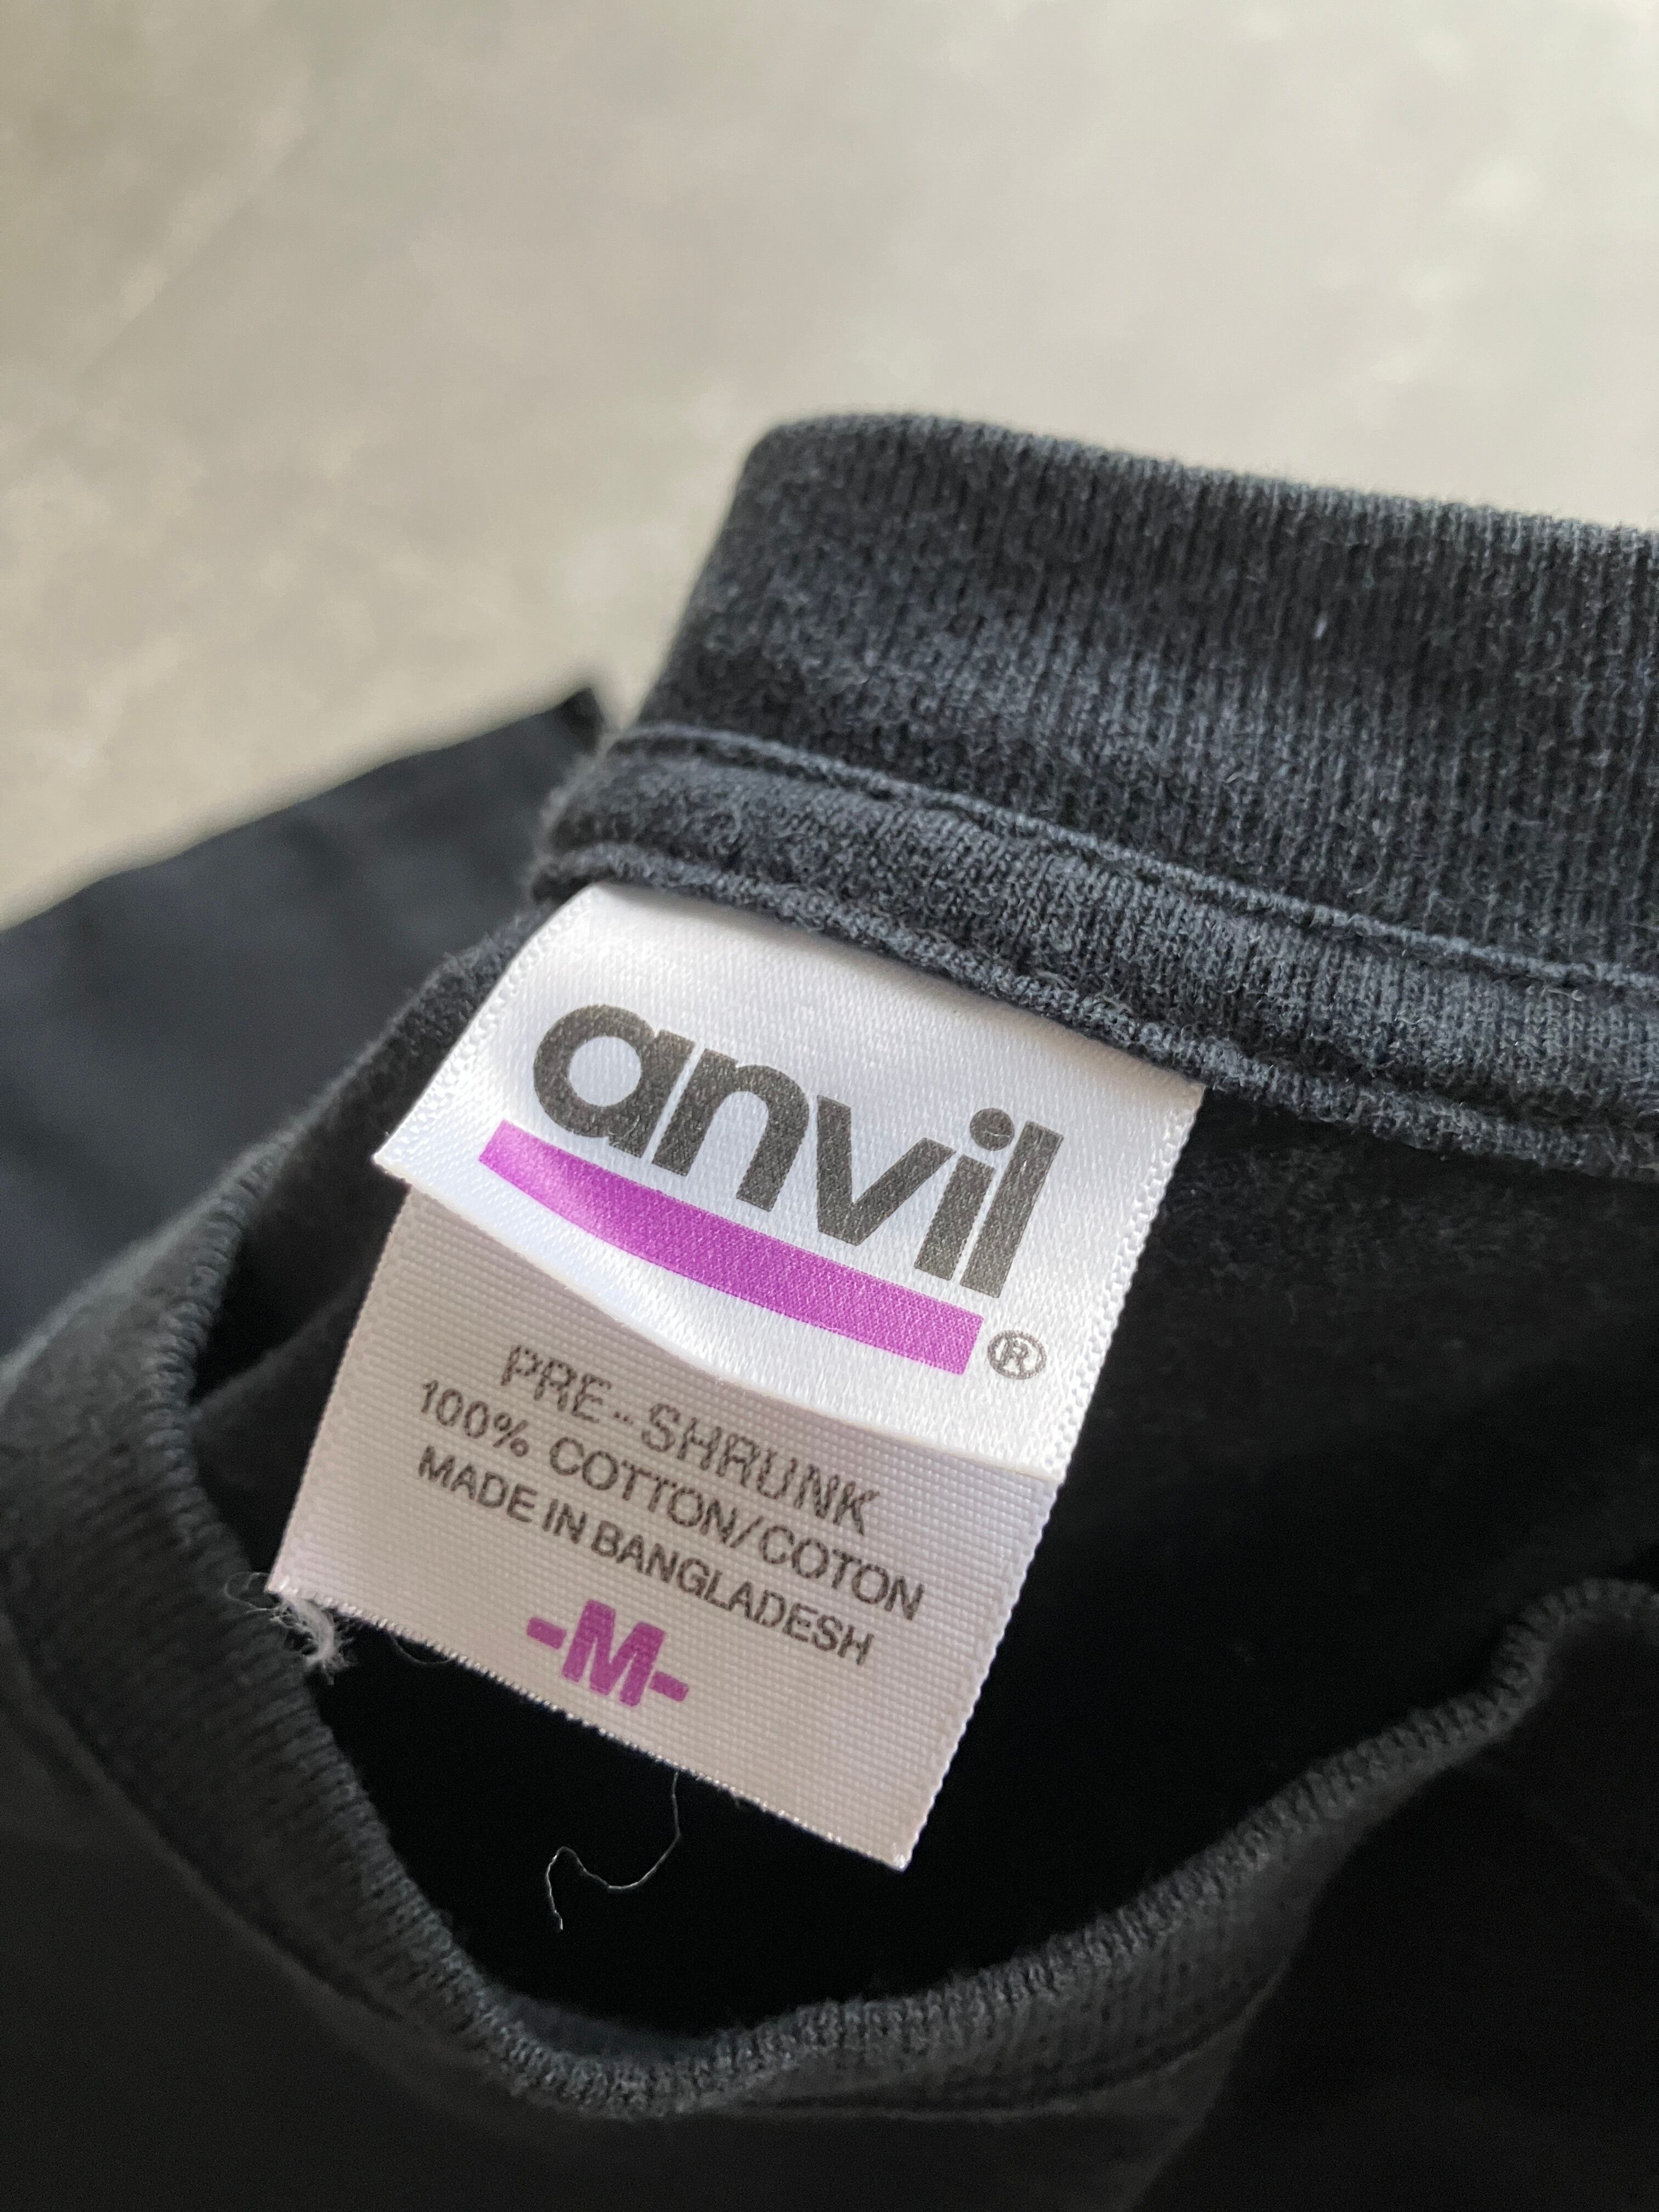 anvil
®
PRE-SHRUNK
100% COTTON/COTON
MADE IN BANGLADESH
-M-